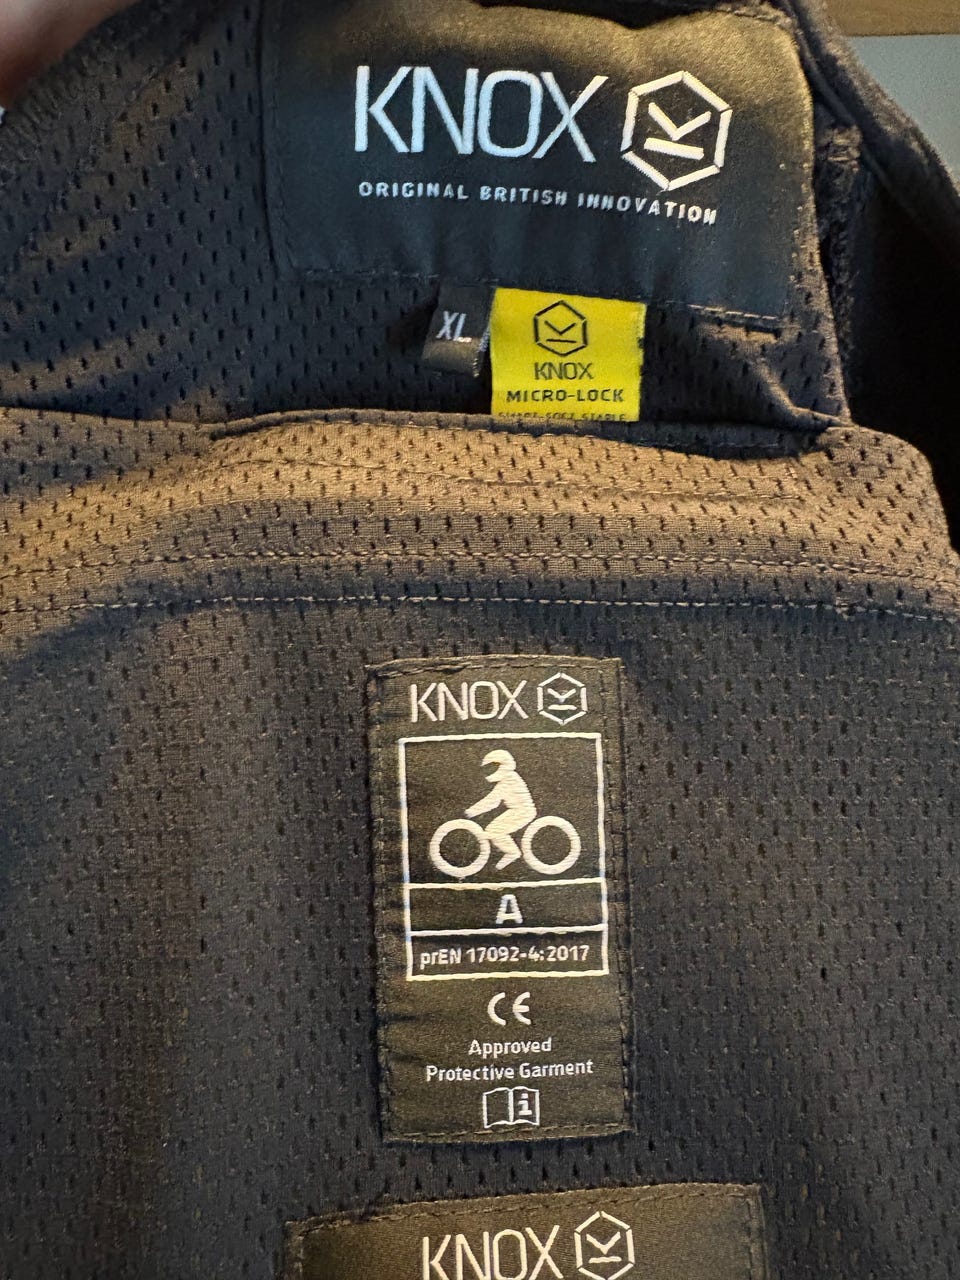 KNOX
ORIGINAL BRITISH INNOVATION
XL
KNOX
MICRO-LOCK
KNOX
A
prEN 17092-4:2017
CE
Approved
Protective Garment
i
KNOX